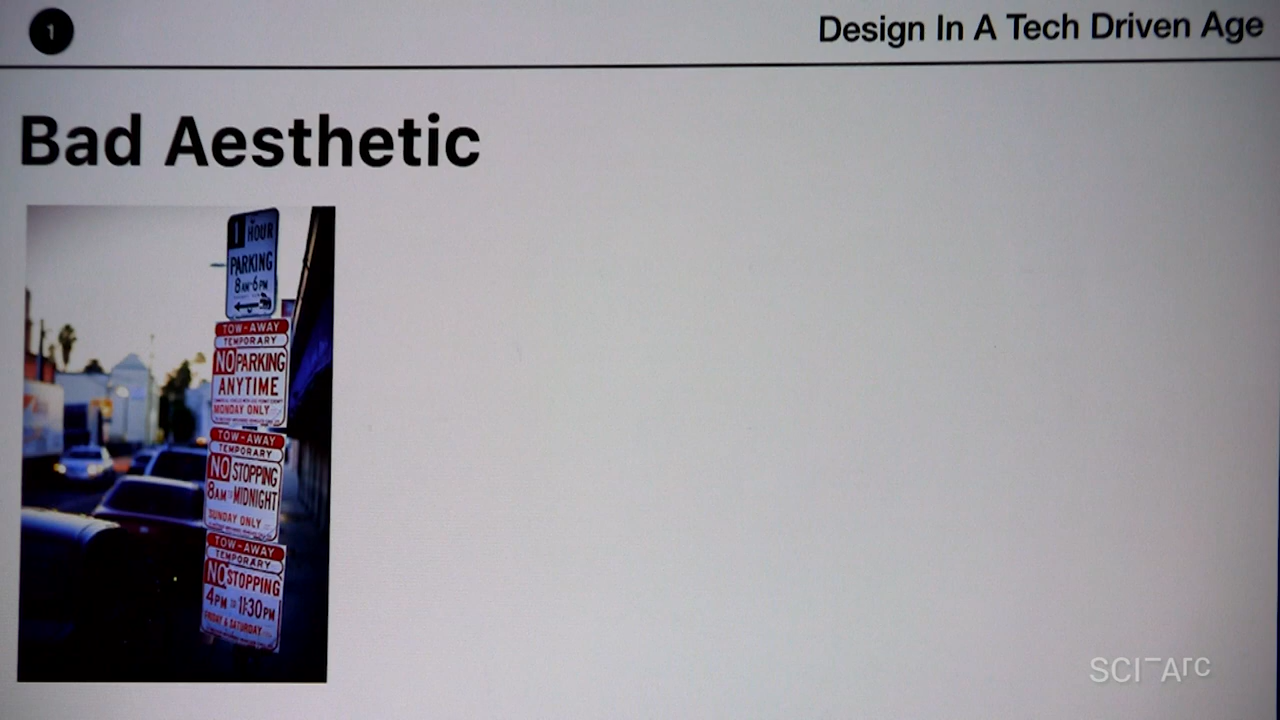 1
Design In A Tech Driven Age
Bad Aesthetic
1 HOUR
PARKING
8AM-6PM
TOW-AWAY
TEMPORARY
NO PARKING
ANYTIME
MONDAY ONLY
TOW-AWAY
TEMPORARY
NO STOPPING
8AM TO MIDNIGHT
SUNDAY ONLY
TOW-AWAY
TEMPORARY
NO STOPPING
4PM TO 11:30PM
FRIDAY & SATURDAY
SCI-Arc